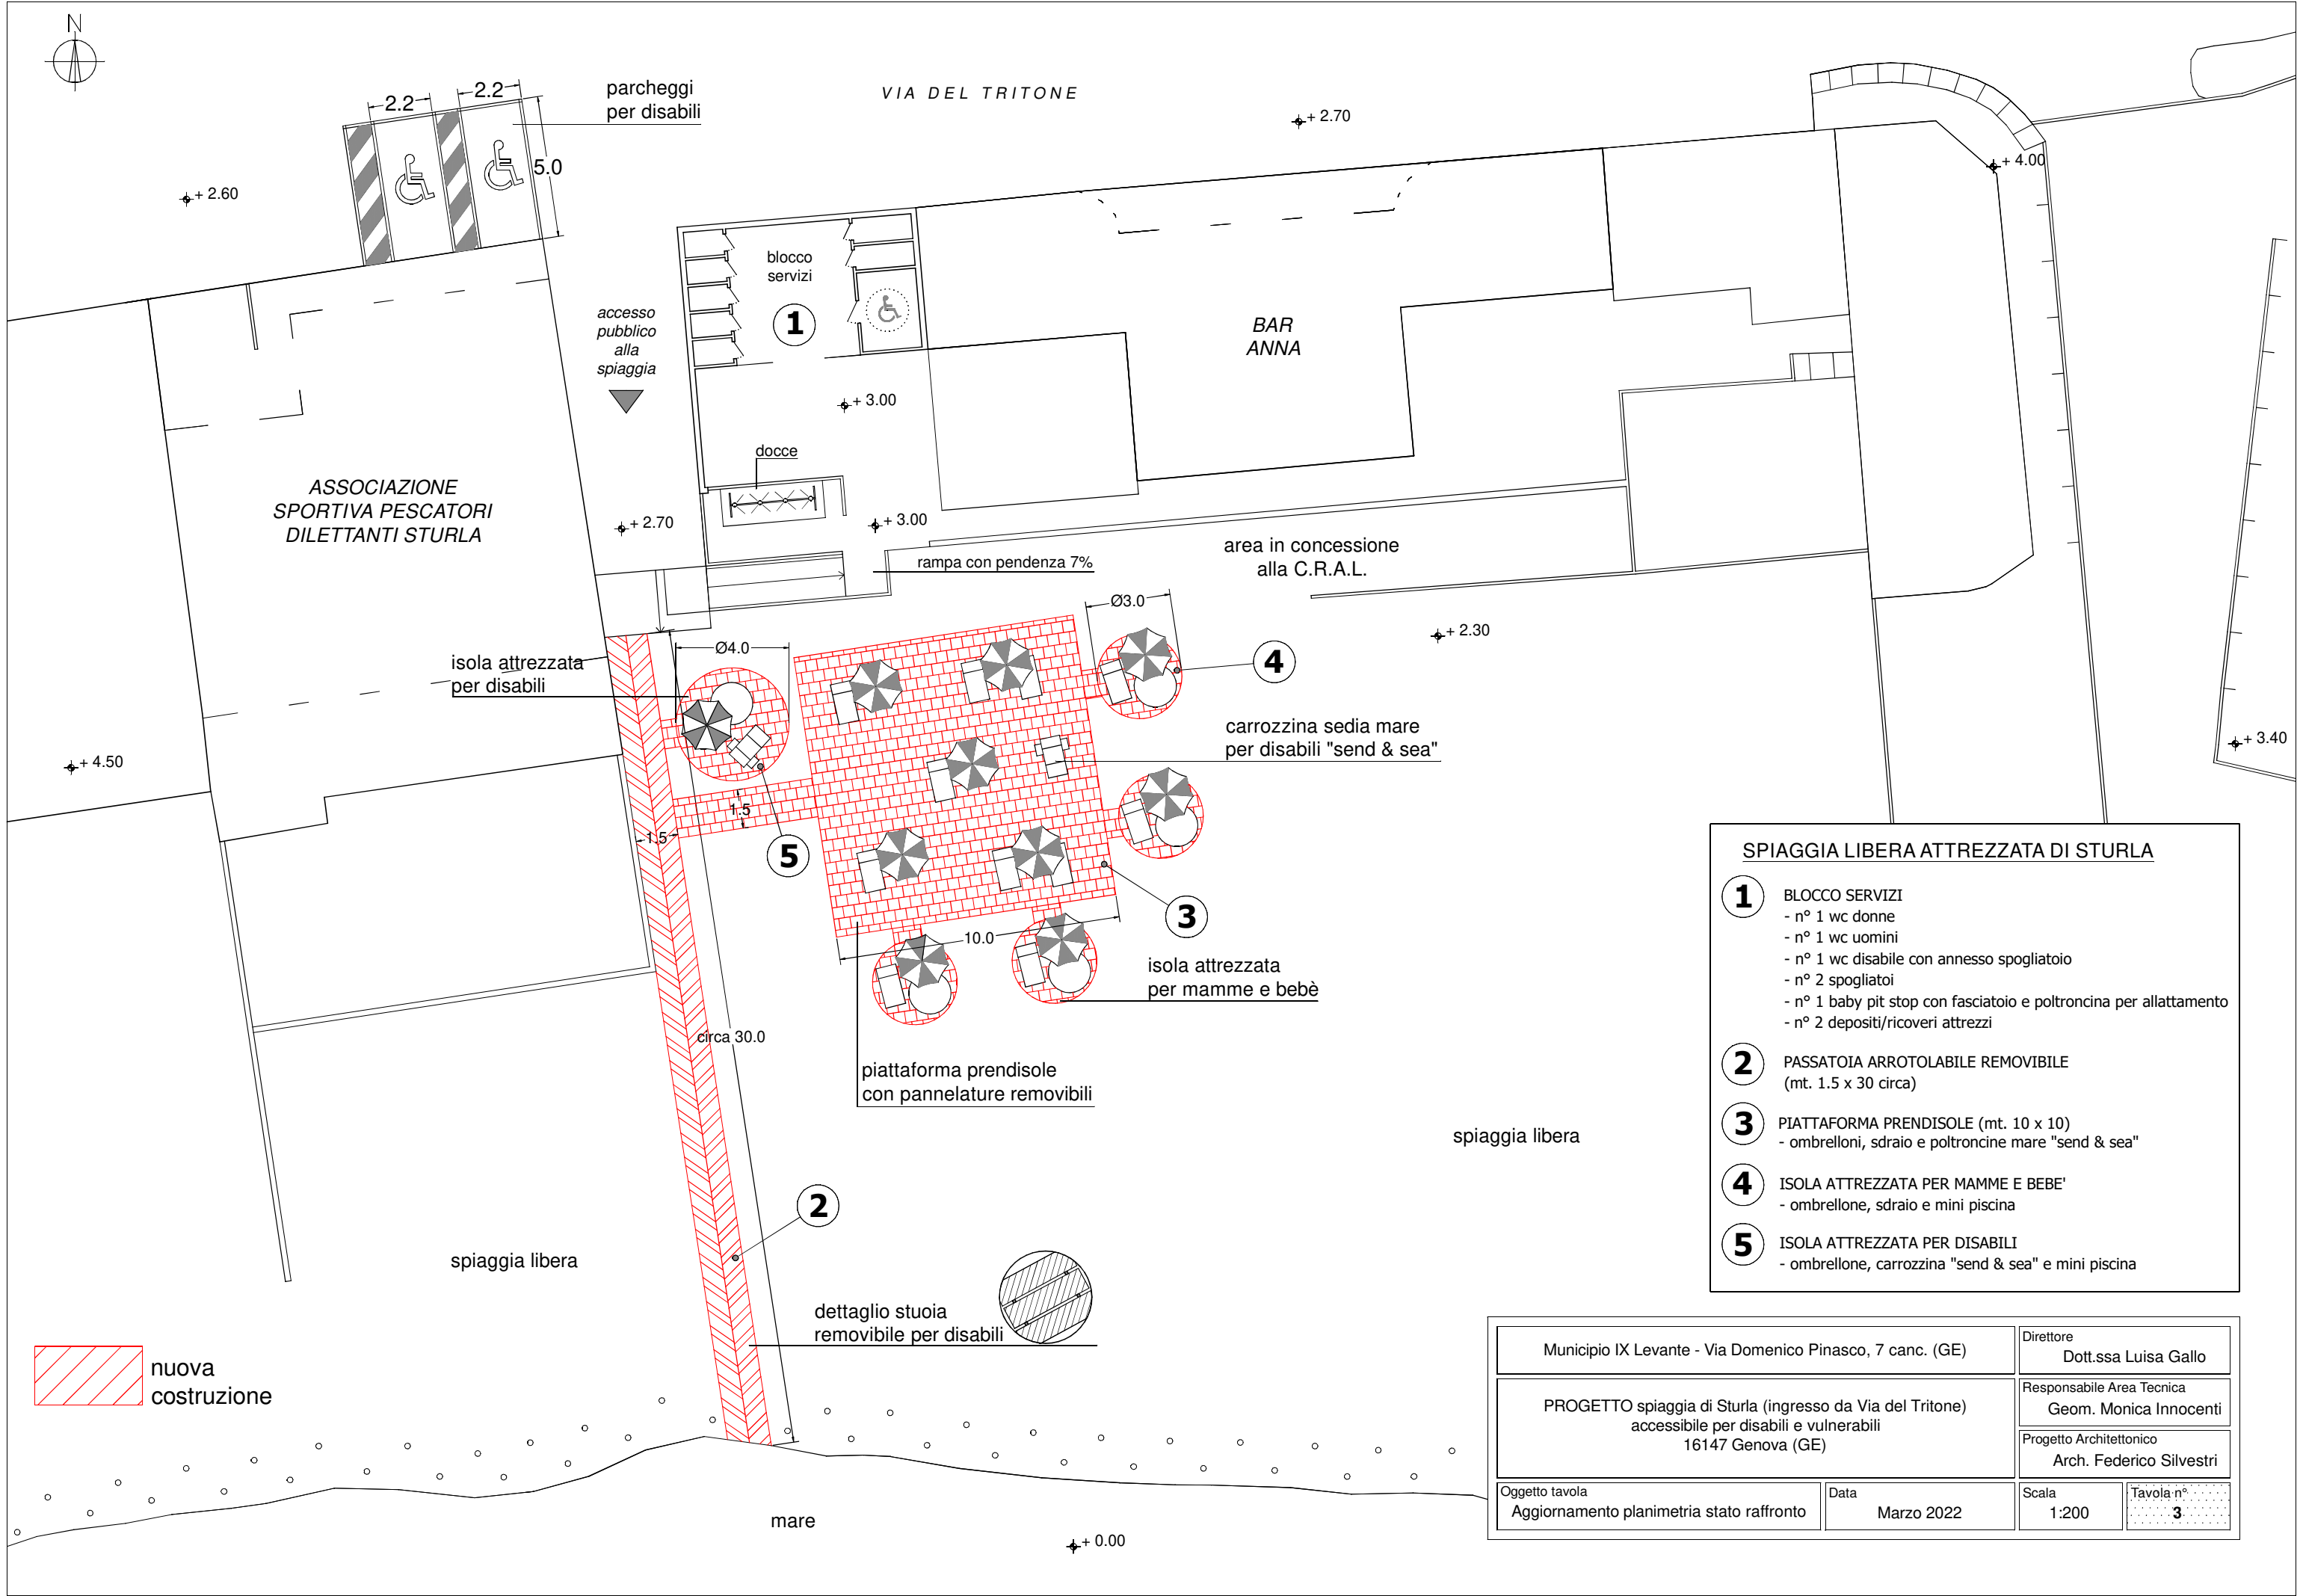 N
2.2
2.2
5.0
parcheggi
per disabili
VIA DEL TRITONE
+ 2.70
+ 4.00
+ 2.60
blocco
servizi
1
accesso
pubblico
alla
spiaggia
BAR
ANNA
+ 3.00
docce
ASSOCIAZIONE
SPORTIVA PESCATORI
DILETTANTI STURLA
+ 2.70
+ 3.00
rampa con pendenza 7%
area in concessione
alla C.R.A.L.
Ø3.0
+ 2.30
Ø4.0
4
isola attrezzata
per disabili
carrozzina sedia mare
per disabili "send & sea"
+ 3.40
+ 4.50
1.5
1.5
5
3
10.0
isola attrezzata
per mamme e bebè
circa 30.0
piattaforma prendisole
con pannelature removibili
spiaggia libera
2
spiaggia libera
dettaglio stuoia
removibile per disabili
nuova
costruzione
mare
+ 0.00
SPIAGGIA LIBERA ATTREZZATA DI STURLA
1 BLOCCO SERVIZI
- n° 1 wc donne
- n° 1 wc uomini
- n° 1 wc disabile con annesso spogliatoio
- n° 2 spogliatoi
- n° 1 baby pit stop con fasciatoio e poltroncina per allattamento
- n° 2 depositi/ricoveri attrezzi
2 PASSATOIA ARROTOLABILE REMOVIBILE
(mt. 1.5 x 30 circa)
3 PIATTAFORMA PRENDISOLE (mt. 10 x 10)
- ombrelloni, sdraio e poltroncine mare "send & sea"
4 ISOLA ATTREZZATA PER MAMME E BEBE'
- ombrellone, sdraio e mini piscina
5 ISOLA ATTREZZATA PER DISABILI
- ombrellone, carrozzina "send & sea" e mini piscina
Municipio IX Levante - Via Domenico Pinasco, 7 canc. (GE)
Direttore
Dott.ssa Luisa Gallo
PROGETTO spiaggia di Sturla (ingresso da Via del Tritone)
accessibile per disabili e vulnerabili
16147 Genova (GE)
Responsabile Area Tecnica
Geom. Monica Innocenti
Progetto Architettonico
Arch. Federico Silvestri
Oggetto tavola
Aggiornamento planimetria stato raffronto
Data
Marzo 2022
Scala
1:200
Tavola n°
3